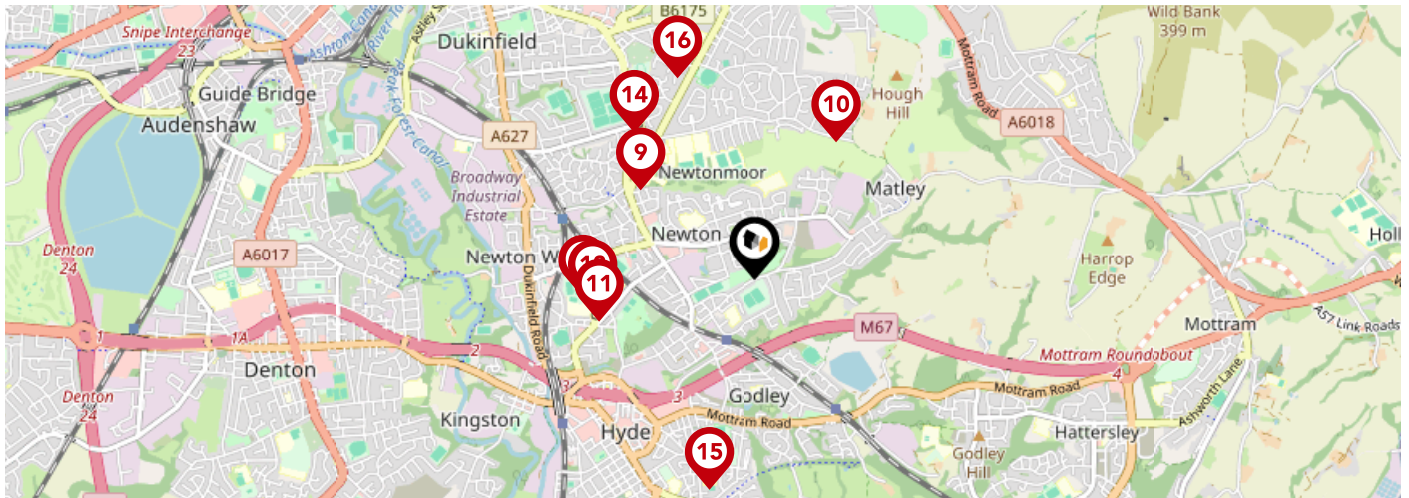 B6175
Wild Bank
399 m
Snipe Interchange
23
Dukinfield
16
Mottram Road
Guide Bridge
14
10
Hough
Hill
Audenshaw
A627
A6018
9
Newtonmoor
Broadway
Industrial
Estate
Matley
Newton
Denton
24
A6017
Newton W
Harrop
Edge
11
Dukinfield Road
M67
Mottram
A57 Link Roads
1
1A
2
Mottram Roundabout
4
Denton
3
3
Godley
Mottram Road
Ashworth Lane
Denton
24
Kingston
Hyde
Mottram Road
Hattersley
15
Godley
Hill